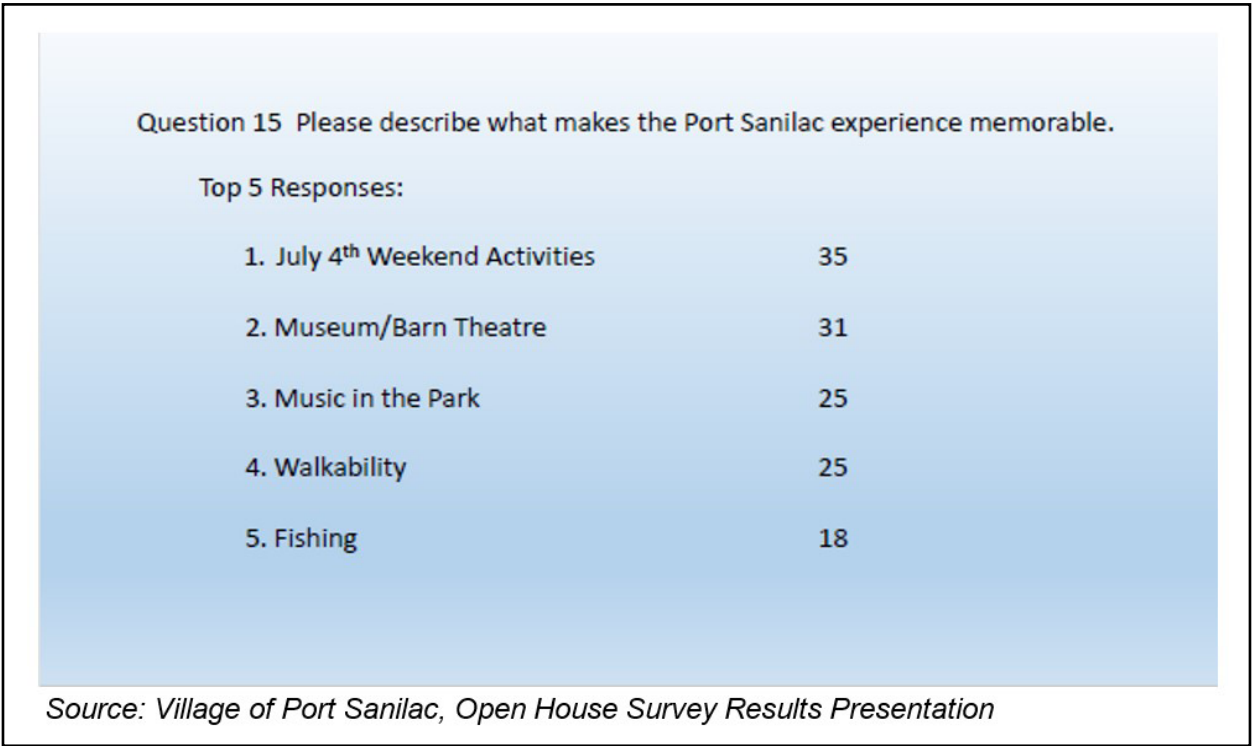 Question 15 Please describe what makes the Port Sanilac experience memorable.
Top 5 Responses:
1. July 4th Weekend Activities 35
2. Museum/Barn Theatre 31
3. Music in the Park 25
4. Walkability 25
5. Fishing 18
Source: Village of Port Sanilac, Open House Survey Results Presentation